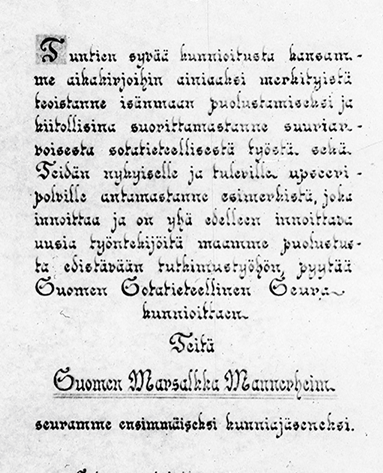 Tuntien syvää kunnioitusta kansam-
me aikakirjoihin ainiaaksi merkityistä
teoistanne isänmaan puolustamiseksi ja
kiitollisina suorittamastanne suuriar-
voisesta sotatieteellisestä työstä sekä
Teidän nykyiselle ja tuleville upseeri-
polville antamastanne esimerkistä, joka
innoittaa ja on yhä edelleen innoittava
uusia työntekijöitä maamme puolustus-
ta edistävään tutkimustyöhön, pyytää
Suomen Sotatieteellinen Seura
kunnioittaen
Teitä
Suomen Marsalkka Mannerheim
seuramme ensimmäiseksi kunniajäseneksi.